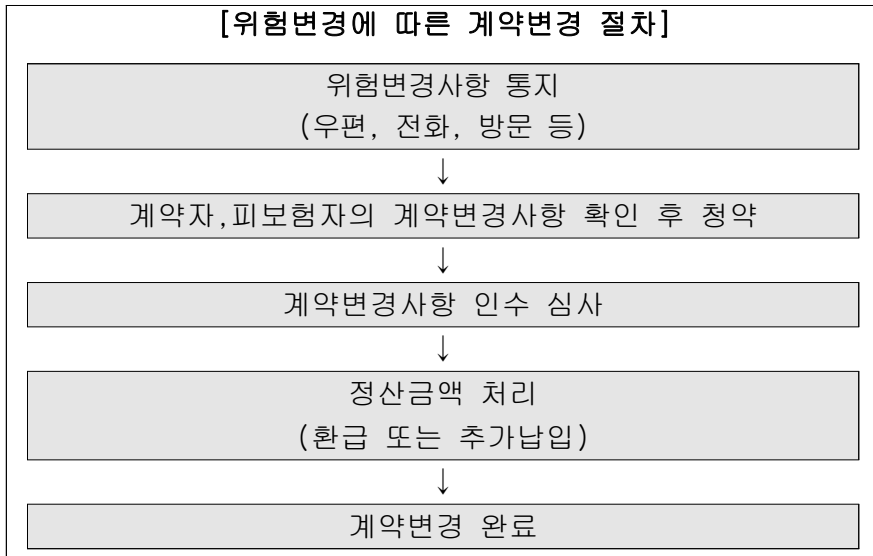 [위험변경에 따른 계약변경 절차]
위험변경사항 통지
(우편, 전화, 방문 등)
↓
계약자,피보험자의 계약변경사항 확인 후 청약
↓
계약변경사항 인수 심사
↓
정산금액 처리
(환급 또는 추가납입)
↓
계약변경 완료